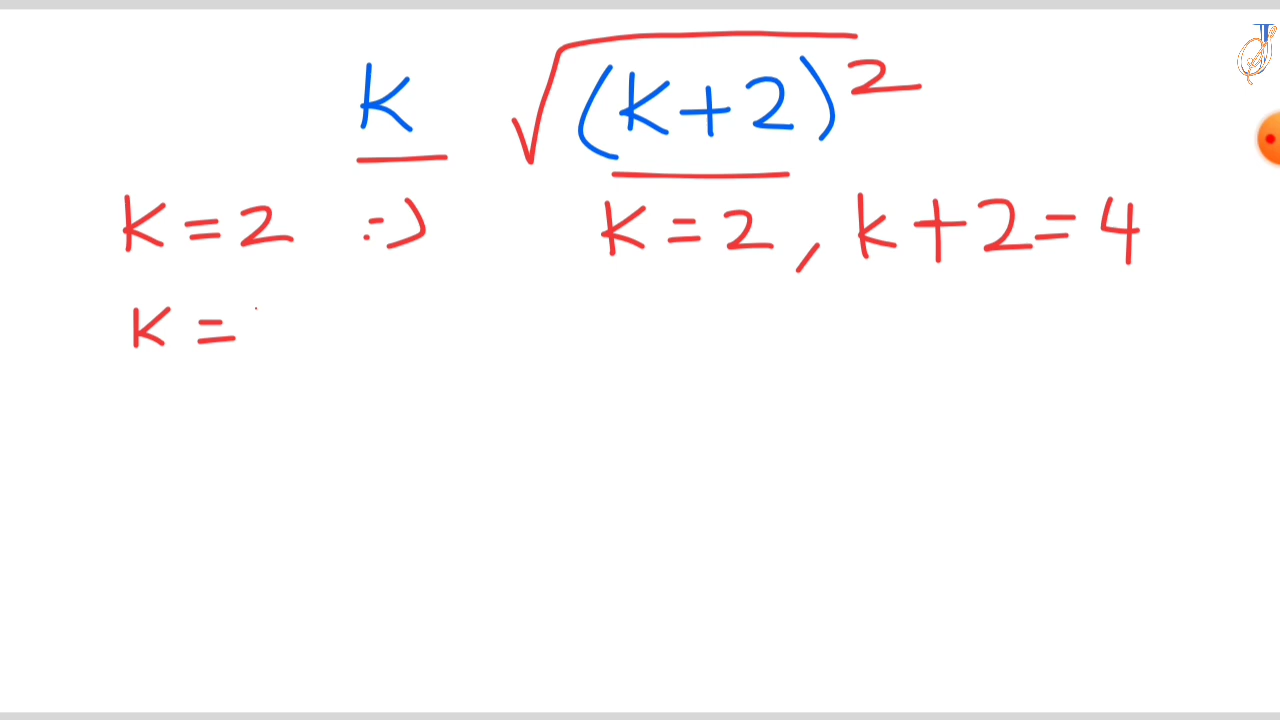 K √(K+2)²
K = 2 K = 2, K+2 = 4
K =